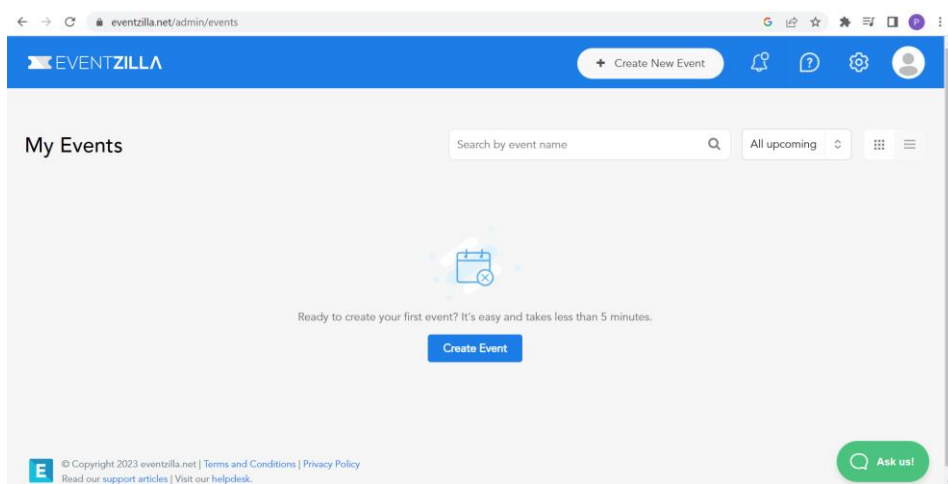 eventzilla.net/admin/events
G
P
EVENTZILLA
+ Create New Event
?
My Events
Search by event name
All upcoming
Ready to create your first event? It's easy and takes less than 5 minutes.
Create Event
E
© Copyright 2023 eventzilla.net | Terms and Conditions | Privacy Policy
Read our support articles | Visit our helpdesk.
Ask us!